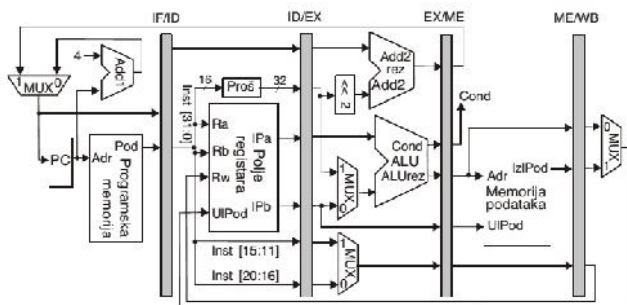 IF/ID
ID/EX
EX/ME
ME/WB
4
Add1
1 MUX 0
PC
Adr
Pod
Programska memorija
Inst [31:0]
16
Proš
32
<< 2
Add2 rez
Add2
Cond
Ra
Rb
Rw
UlPod
IPa
IPb
Polje registara
1 MUX 0
Cond
ALU
ALUrez
Adr
IzlPod
Memorija
podataka
UlPod
0 MUX 1
Inst [15:11]
Inst [20:16]
1 MUX 0